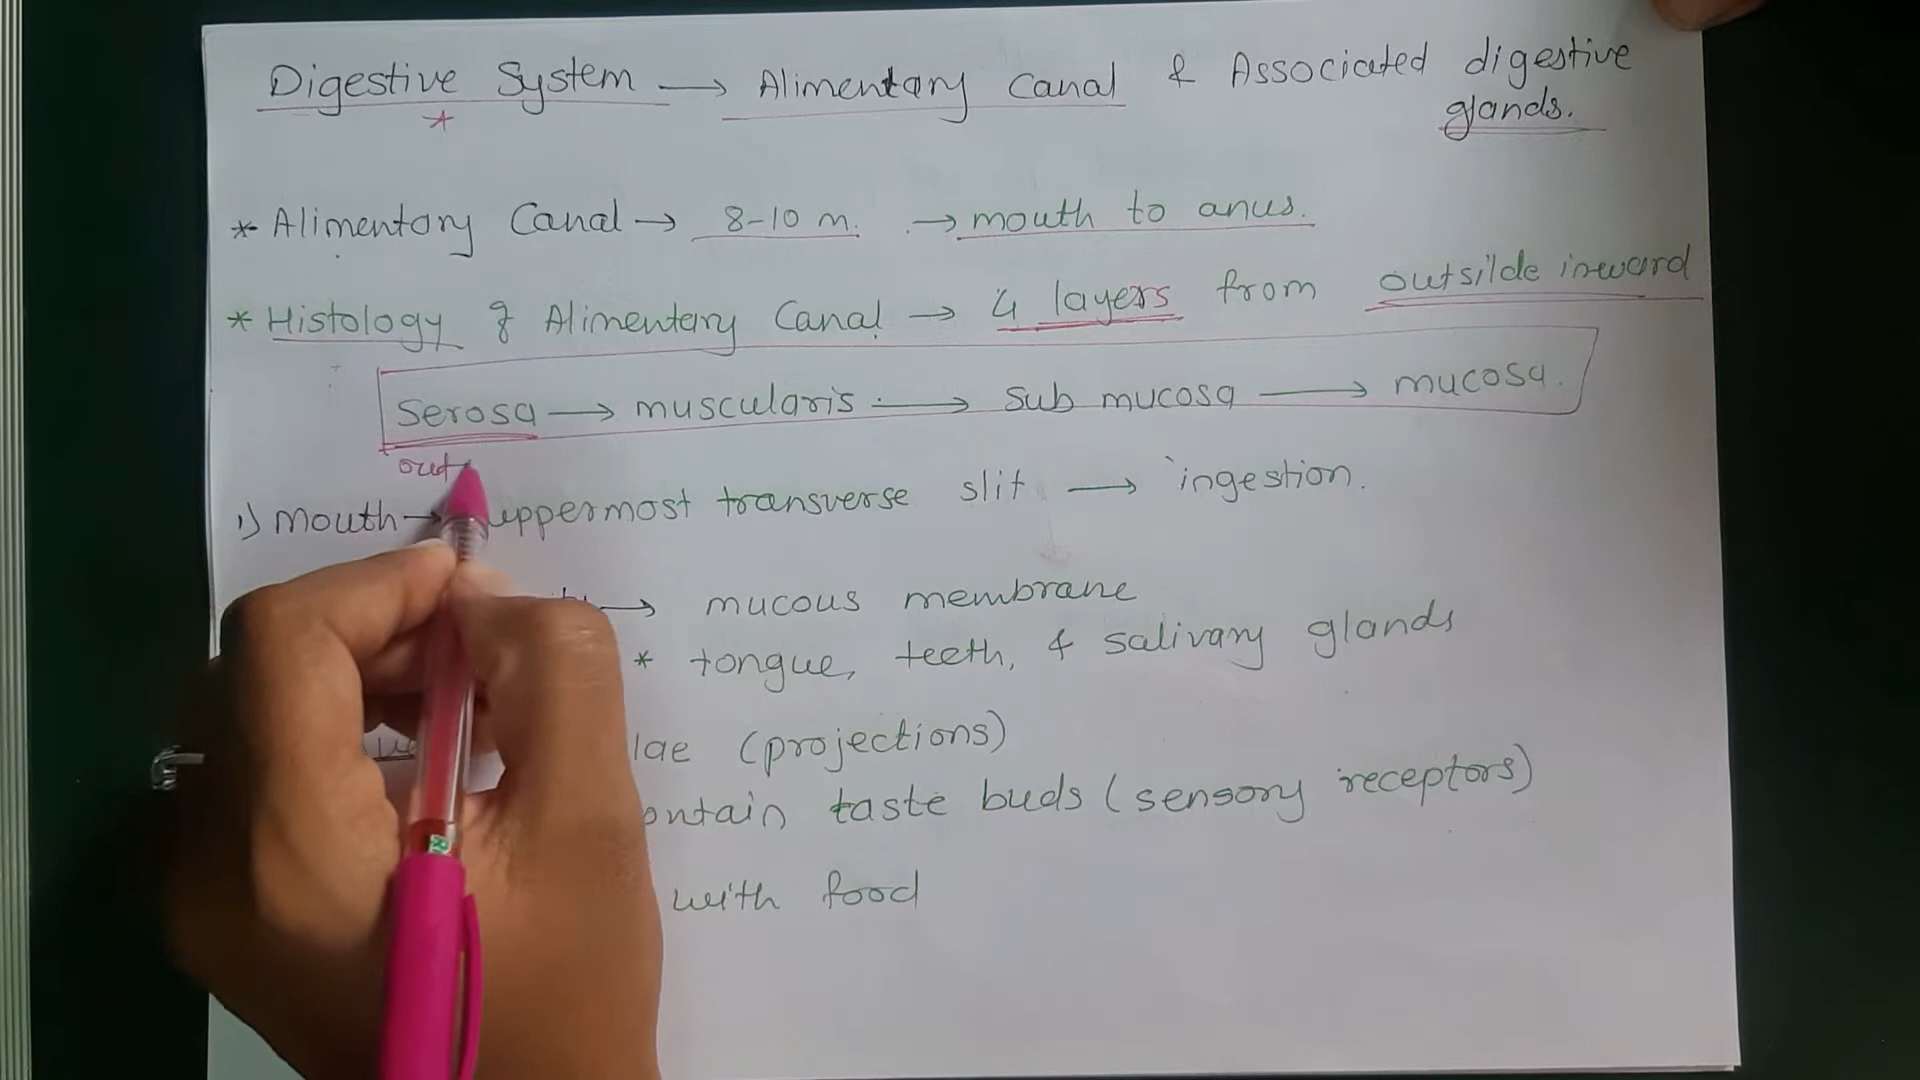 Digestive System → Alimentary Canal & Associated digestive
glands.
* Alimentary Canal → 8-10 m. → mouth to anus.
* Histology of Alimentary Canal → 4 layers from outsilde inward
Serosa → muscularis → Sub mucosa → mucosa.
out
1) Mouth → uppermost transverse slit → ingestion.
→ mucous membrane
* tongue, teeth, & salivary glands
lae (projections)
ontain taste buds (sensory receptors)
with food